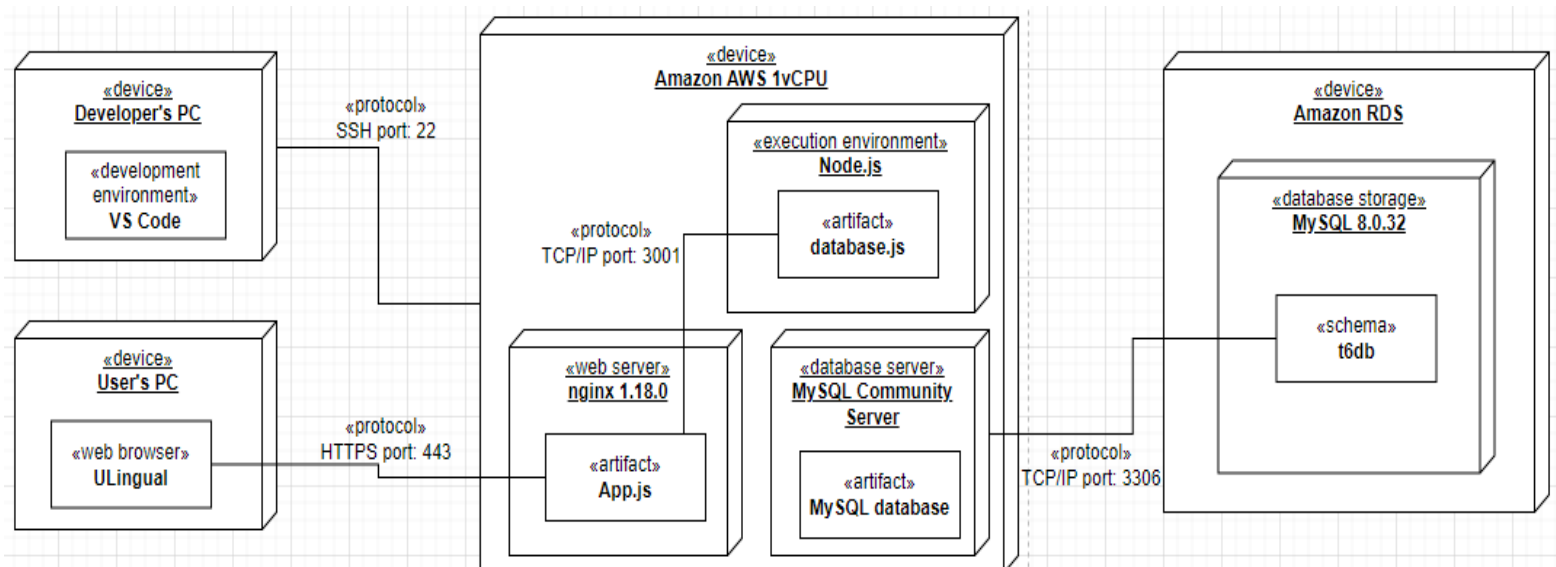 «device»
Developer's PC
«development
environment»
VS Code
«protocol»
SSH port: 22
«device»
User's PC
«web browser»
ULingual
«protocol»
HTTPS port: 443
«device»
Amazon AWS 1vCPU
«execution environment»
Node.js
«artifact»
database.js
«protocol»
TCP/IP port: 3001
«web server»
nginx 1.18.0
«artifact»
App.js
«database server»
MySQL Community
Server
«artifact»
MySQL database
«protocol»
TCP/IP port: 3306
«device»
Amazon RDS
«database storage»
MySQL 8.0.32
«schema»
t6db